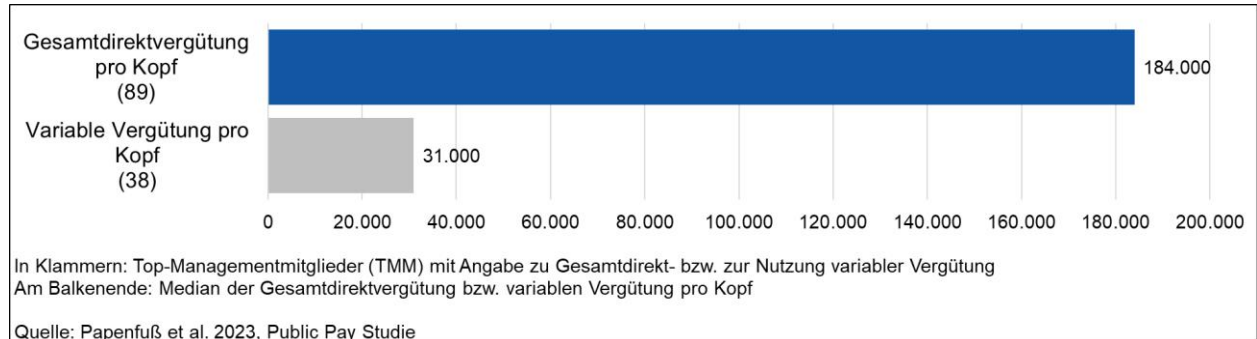 Gesamtdirektvergütung
pro Kopf
(89)
184.000
Variable Vergütung pro
Kopf
(38)
31.000
0 20.000 40.000 60.000 80.000 100.000 120.000 140.000 160.000 180.000 200.000
In Klammern: Top-Managementmitglieder (TMM) mit Angabe zu Gesamtdirekt- bzw. zur Nutzung variabler Vergütung
Am Balkenende: Median der Gesamtdirektvergütung bzw. variablen Vergütung pro Kopf
Quelle: Papenfuß et al. 2023, Public Pay Studie